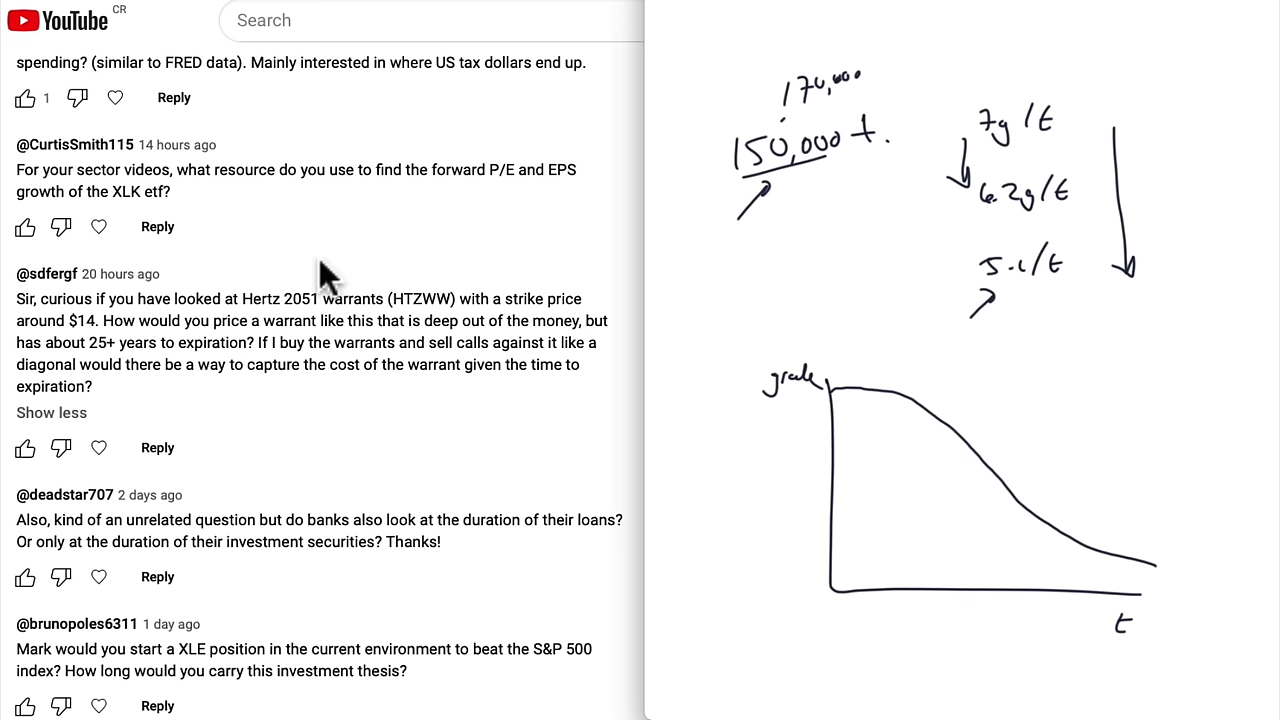 YouTube CR
Search
spending? (similar to FRED data). Mainly interested in where US tax dollars end up.
1 Reply
@CurtisSmith115 14 hours ago
For your sector videos, what resource do you use to find the forward P/E and EPS
growth of the XLK etf?
Reply
@sdfergf 20 hours ago
Sir, curious if you have looked at Hertz 2051 warrants (HTZWW) with a strike price
around $14. How would you price a warrant like this that is deep out of the money, but
has about 25+ years to expiration? If I buy the warrants and sell calls against it like a
diagonal would there be a way to capture the cost of the warrant given the time to
expiration?
Show less
Reply
@deadstar707 2 days ago
Also, kind of an unrelated question but do banks also look at the duration of their loans?
Or only at the duration of their investment securities? Thanks!
Reply
@brunopoles6311 1 day ago
Mark would you start a XLE position in the current environment to beat the S&P 500
index? How long would you carry this investment thesis?
Reply
170,000
150,000 t.
7g/t
6.2g/t
grade
t